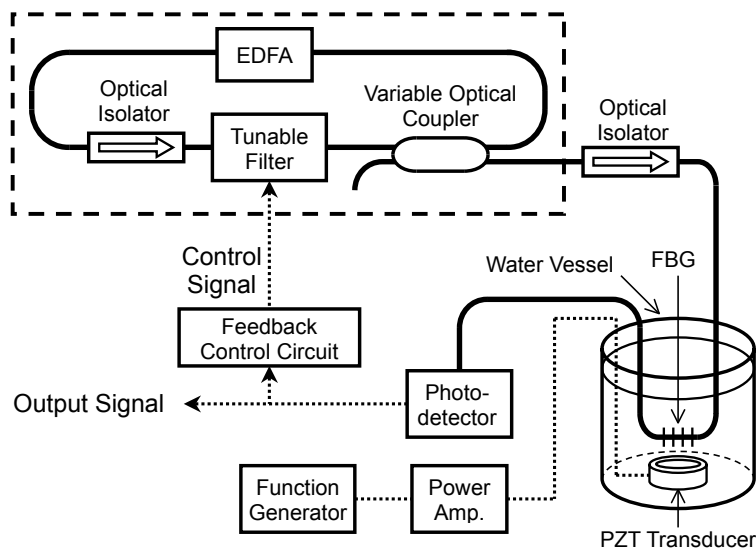 EDFA
Optical
Isolator
Tunable
Filter
Variable Optical
Coupler
Optical
Isolator
Control
Signal
Water Vessel
FBG
Feedback
Control Circuit
Output Signal
Photo-
detector
Function
Generator
Power
Amp.
PZT Transducer